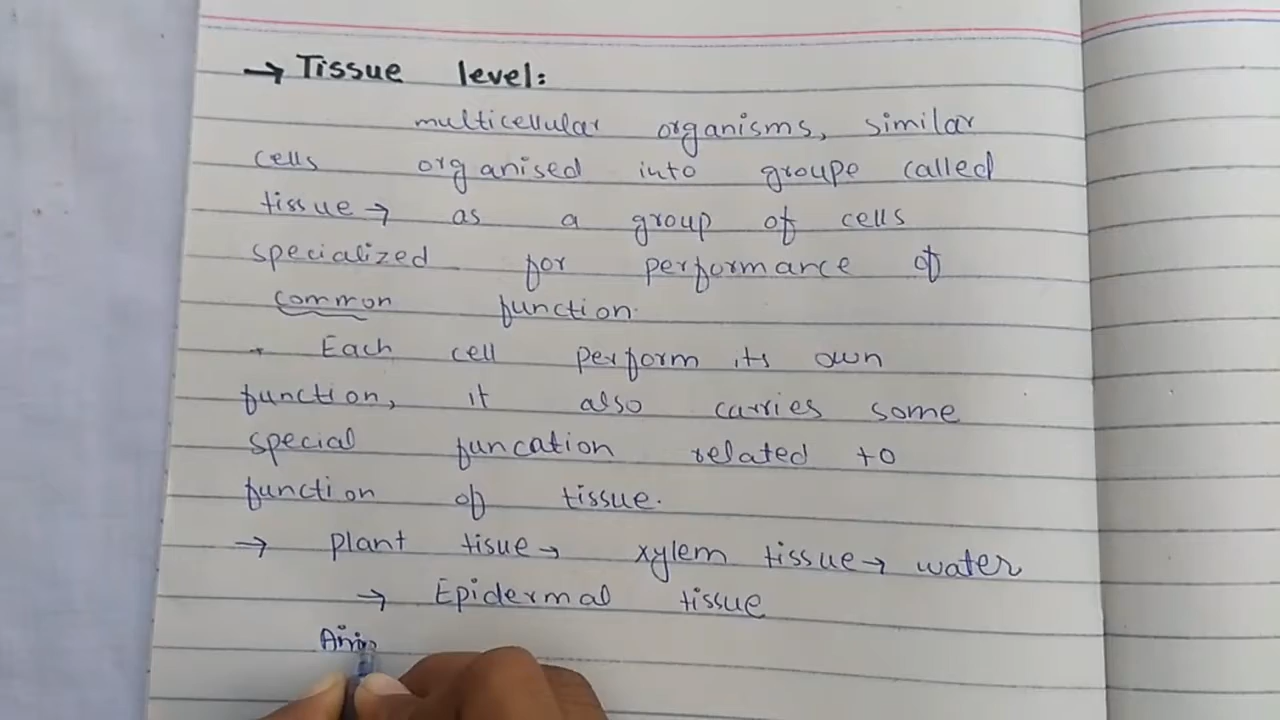 → Tissue level:
multicellular organisms, similar
cells organised into groupe called
tissue → as a group of cells
specialized for performance of
common function.
Each cell perform its own
function, it also carries some
special funcation related to
function of tissue.
→ plant tisue → xylem tissue → water
→ Epidermal tissue